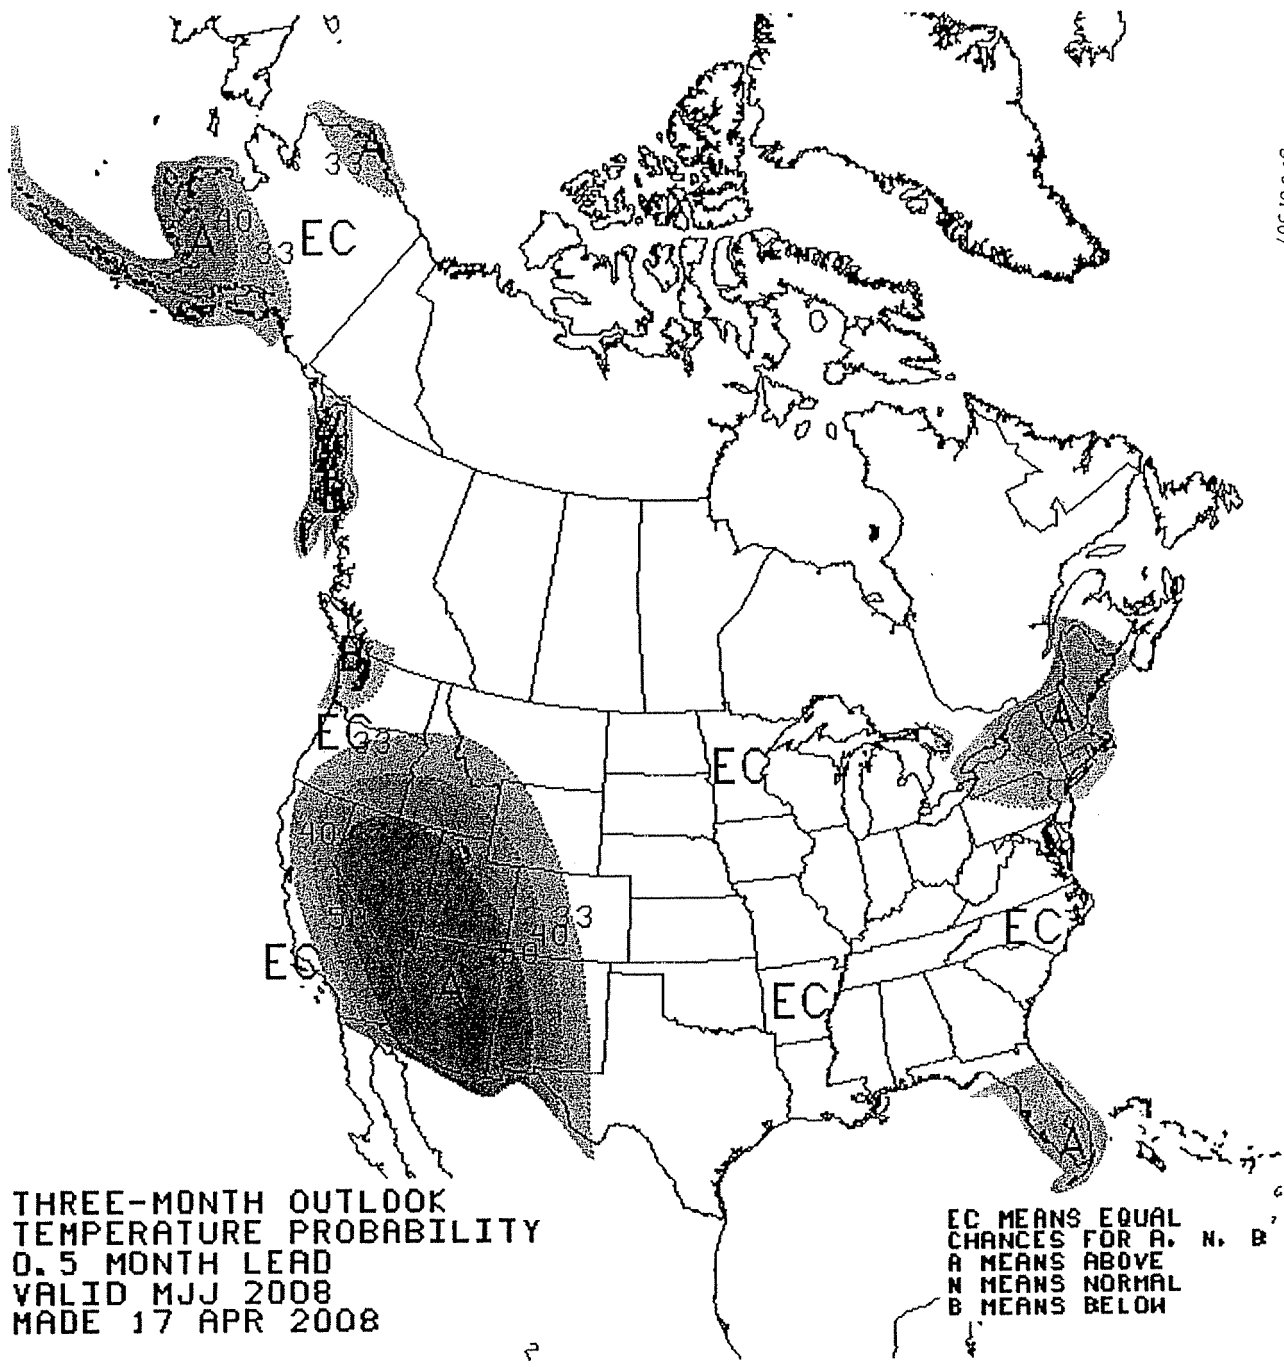 A
33
40
A
33
EC
B
B
EC
33
A
EC
40
50
33
40
50
EC
EC
A
EC
A
THREE-MONTH OUTLOOK
TEMPERATURE PROBABILITY
0.5 MONTH LEAD
VALID MJJ 2008
MADE 17 APR 2008
EC MEANS EQUAL
CHANCES FOR A, N, B
A MEANS ABOVE
N MEANS NORMAL
B MEANS BELOW